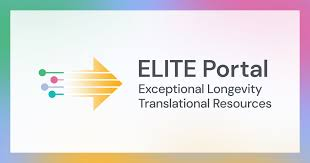 ELITE Portal
Exceptional Longevity
Translational Resources